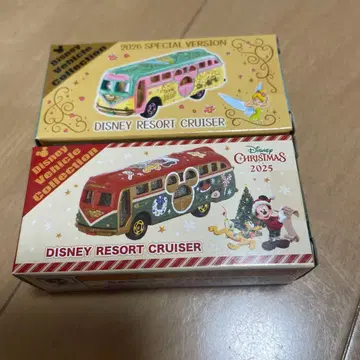 Disney
Vehicle
Collection
2026 SPECIAL VERSION
DISNEY RESORT CRUISER
Disney
Vehicle
Collection
Disney
CHRISTMAS
2025
DISNEY RESORT CRUISER